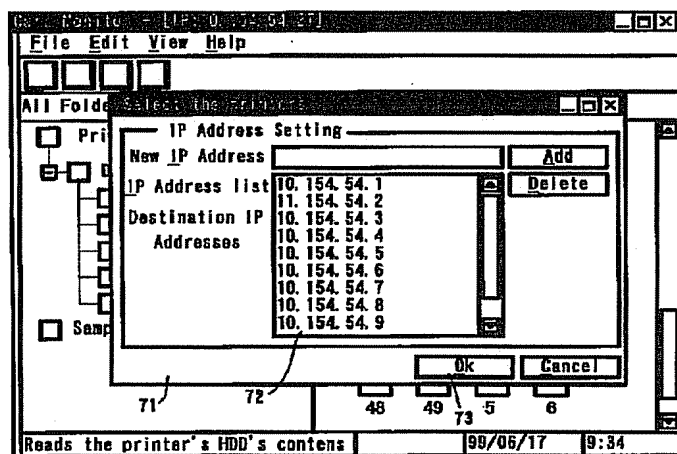 File Edit View Help
All Folde
Select the Printers
Pri
IP Address Setting
New IP Address
Add
IP Address list
Delete
Destination IP
Addresses
10. 154. 54. 1
11. 154. 54. 2
10. 154. 54. 3
10. 154. 54. 4
10. 154. 54. 5
10. 154. 54. 6
10. 154. 54. 7
10. 154. 54. 8
10. 154. 54. 9
Samp
Ok
Cancel
71
72
73
48
49
5
6
Reads the printer's HDD's contens
99/06/17
9:34